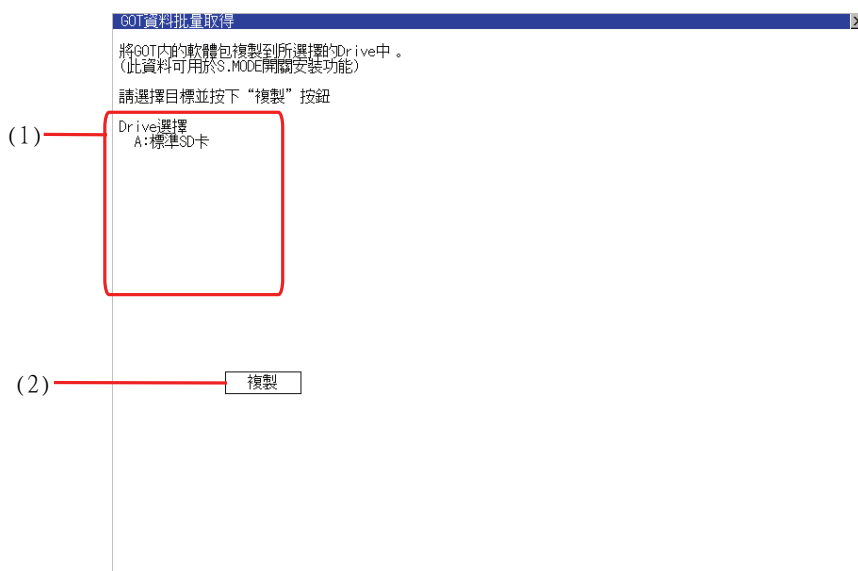 GOT資料批量取得
將GOT内的軟體包複製到所選擇的Drive中。
(此資料可用於S.MODE開關安裝功能)
請選擇目標並按下“複製”按鈕
(1)
Drive選擇
A:標準SD卡
(2)
複製